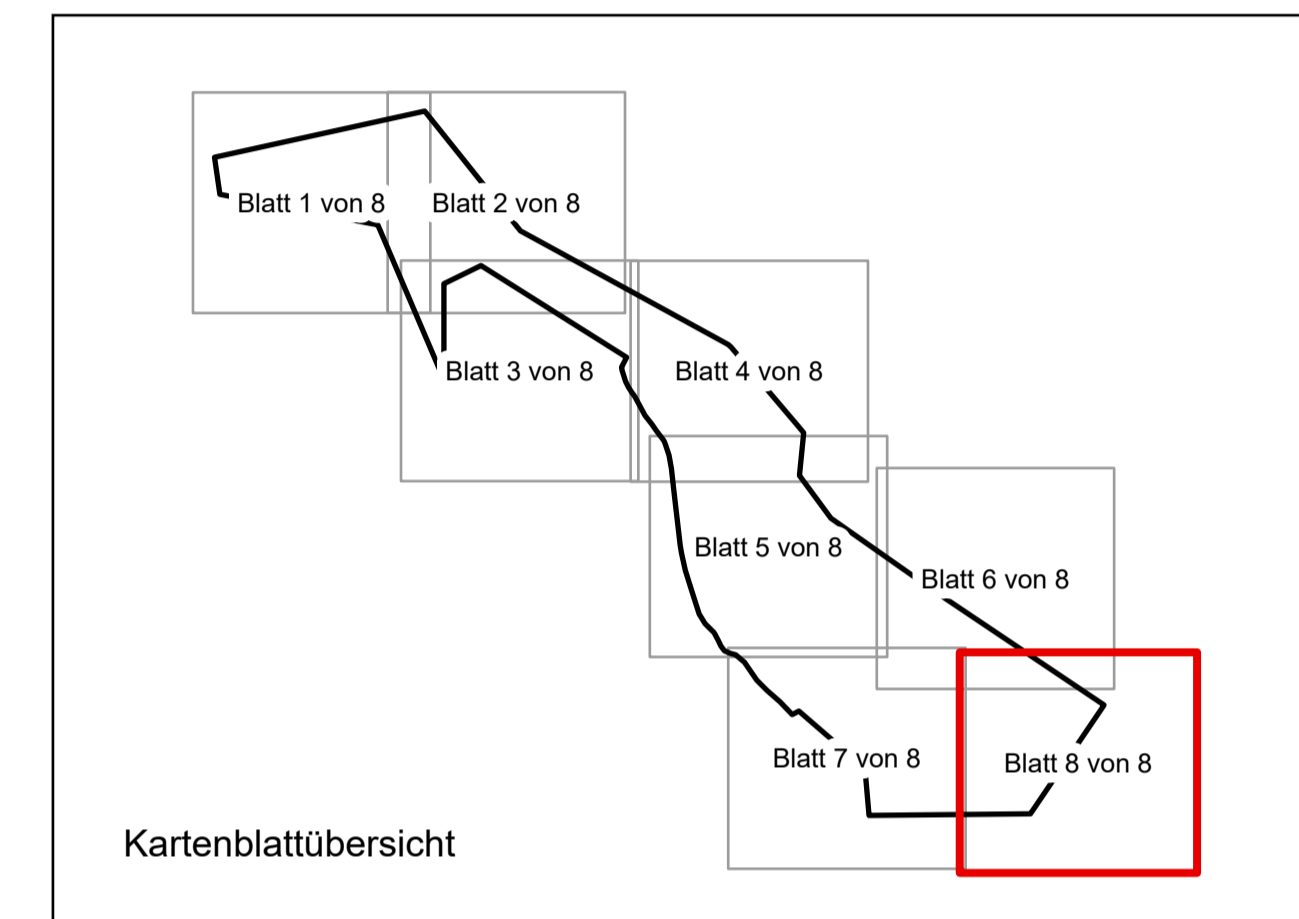 Blatt 1 von 8
Blatt 2 von 8
Blatt 3 von 8
Blatt 4 von 8
Blatt 5 von 8
Blatt 6 von 8
Blatt 7 von 8
Blatt 8 von 8
Kartenblattübersicht